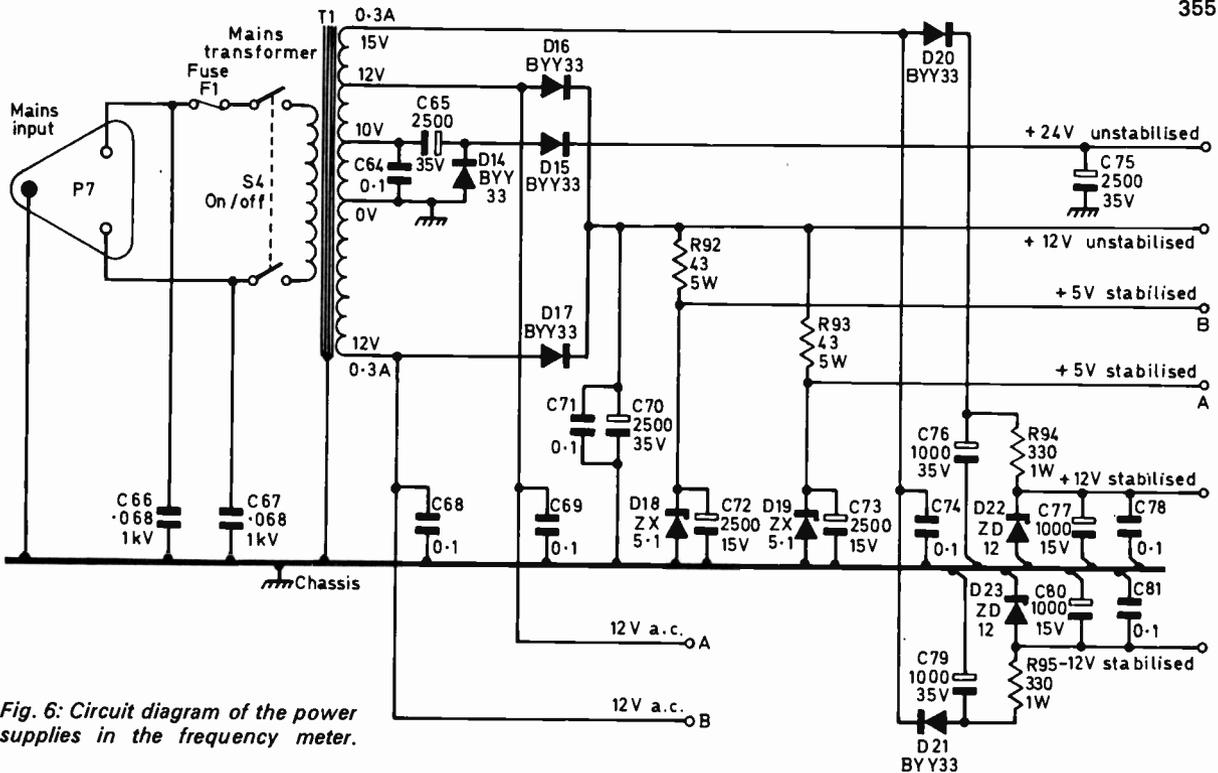 355
T1
0·3A
15V
Mains
transformer
Fuse
F1
12V
Mains
input
P7
S4
On/off
10V
C65
2500
35V
C64
0·1
D14
BYY
33
0V
D16
BYY33
D15
BYY33
D20
BYY33
+24V unstabilised
C75
2500
35V
+12V unstabilised
R92
43
5W
+5V stabilised
B
D17
BYY33
R93
43
5W
12V
0·3A
+5V stabilised
A
C71
0·1
C70
2500
35V
C76
1000
35V
R94
330
1W
+12V stabilised
C66
·068
1kV
C67
·068
1kV
C68
0·1
C69
0·1
D18
ZX
5·1
C72
2500
15V
D19
ZX
5·1
C73
2500
15V
C74
0·1
D22
ZD
12
C77
1000
15V
C78
0·1
Chassis
D23
ZD
12
C80
1000
15V
C81
0·1
12V a.c.
A
C79
1000
35V
R95
330
1W
-12V stabilised
12V a.c.
B
D21
BYY33
Fig. 6: Circuit diagram of the power
supplies in the frequency meter.